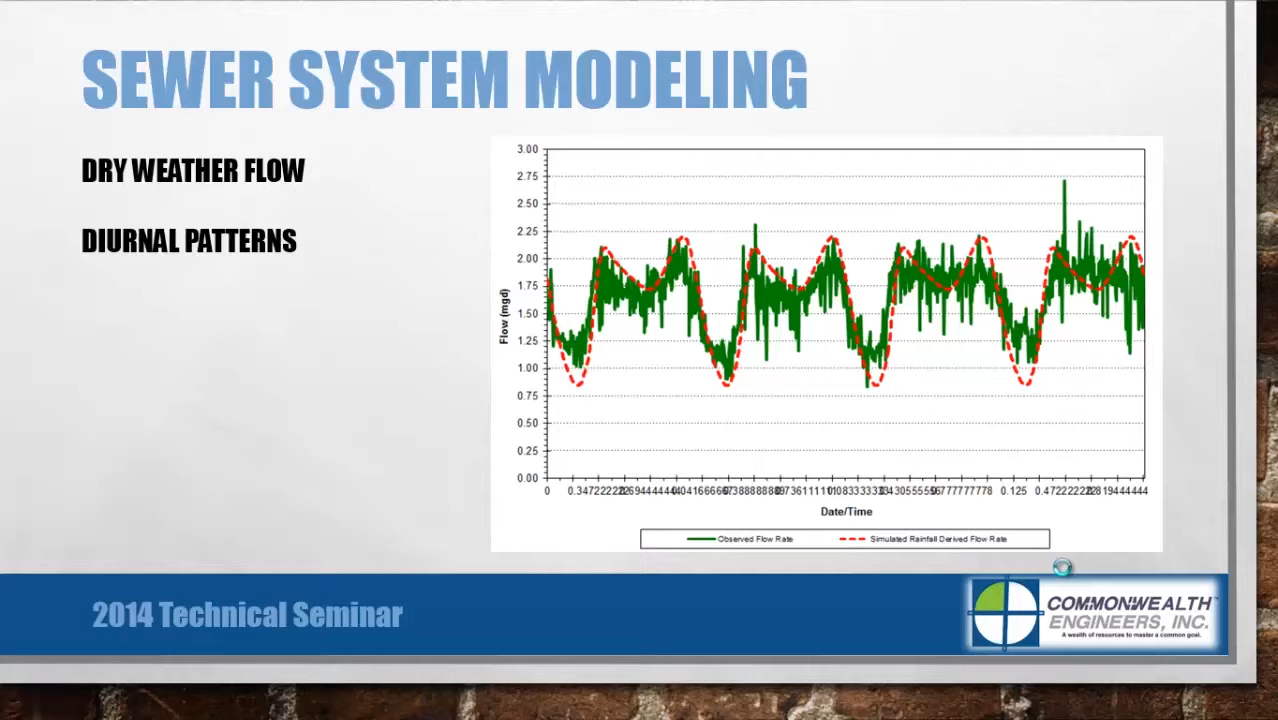 SEWER SYSTEM MODELING
DRY WEATHER FLOW
DIURNAL PATTERNS
3.00
2.75
2.50
2.25
2.00
1.75
1.50
1.25
1.00
0.75
0.50
0.25
0.00
Flow (mgd)
0 0.125
Date/Time
Observed Flow Rate Simulated Rainfall Derived Flow Rate
2014 Technical Seminar
COMMONWEALTH
ENGINEERS, INC.
A wealth of resources to master a common goal.